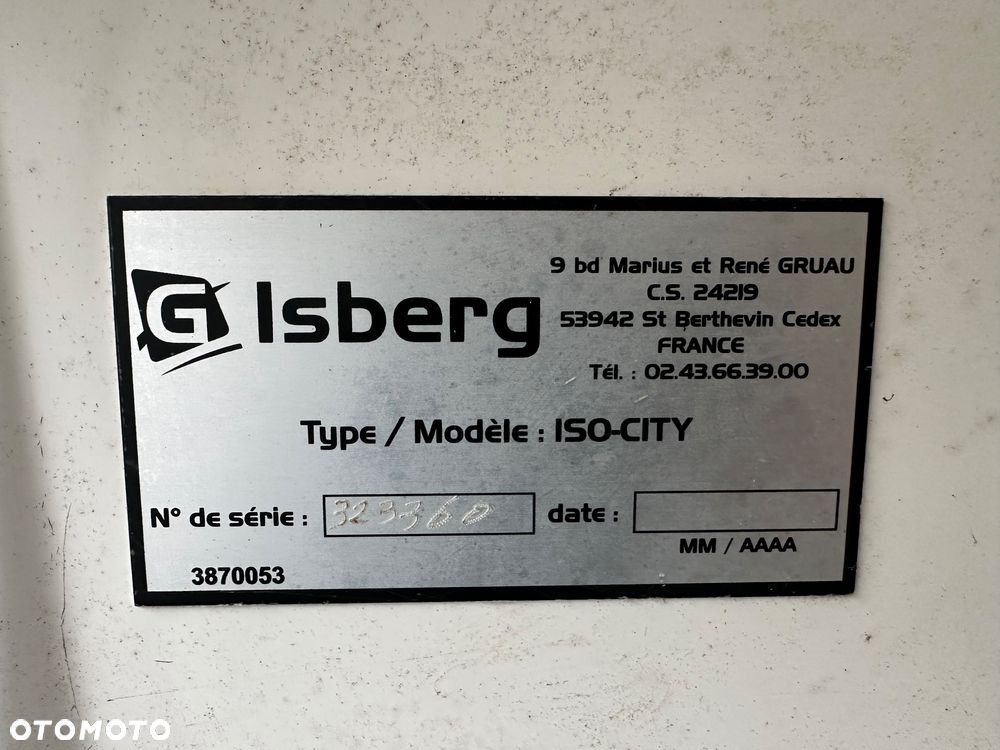 G Isberg
9 bd Marius et René GRUAU
C.S. 24219
53942 St Berthevin Cedex
FRANCE
Tél. : 02.43.66.39.00
Type / Modèle : ISO-CITY
N° de série : 323360 date :
MM / AAAA
3870053
OTOMOTO